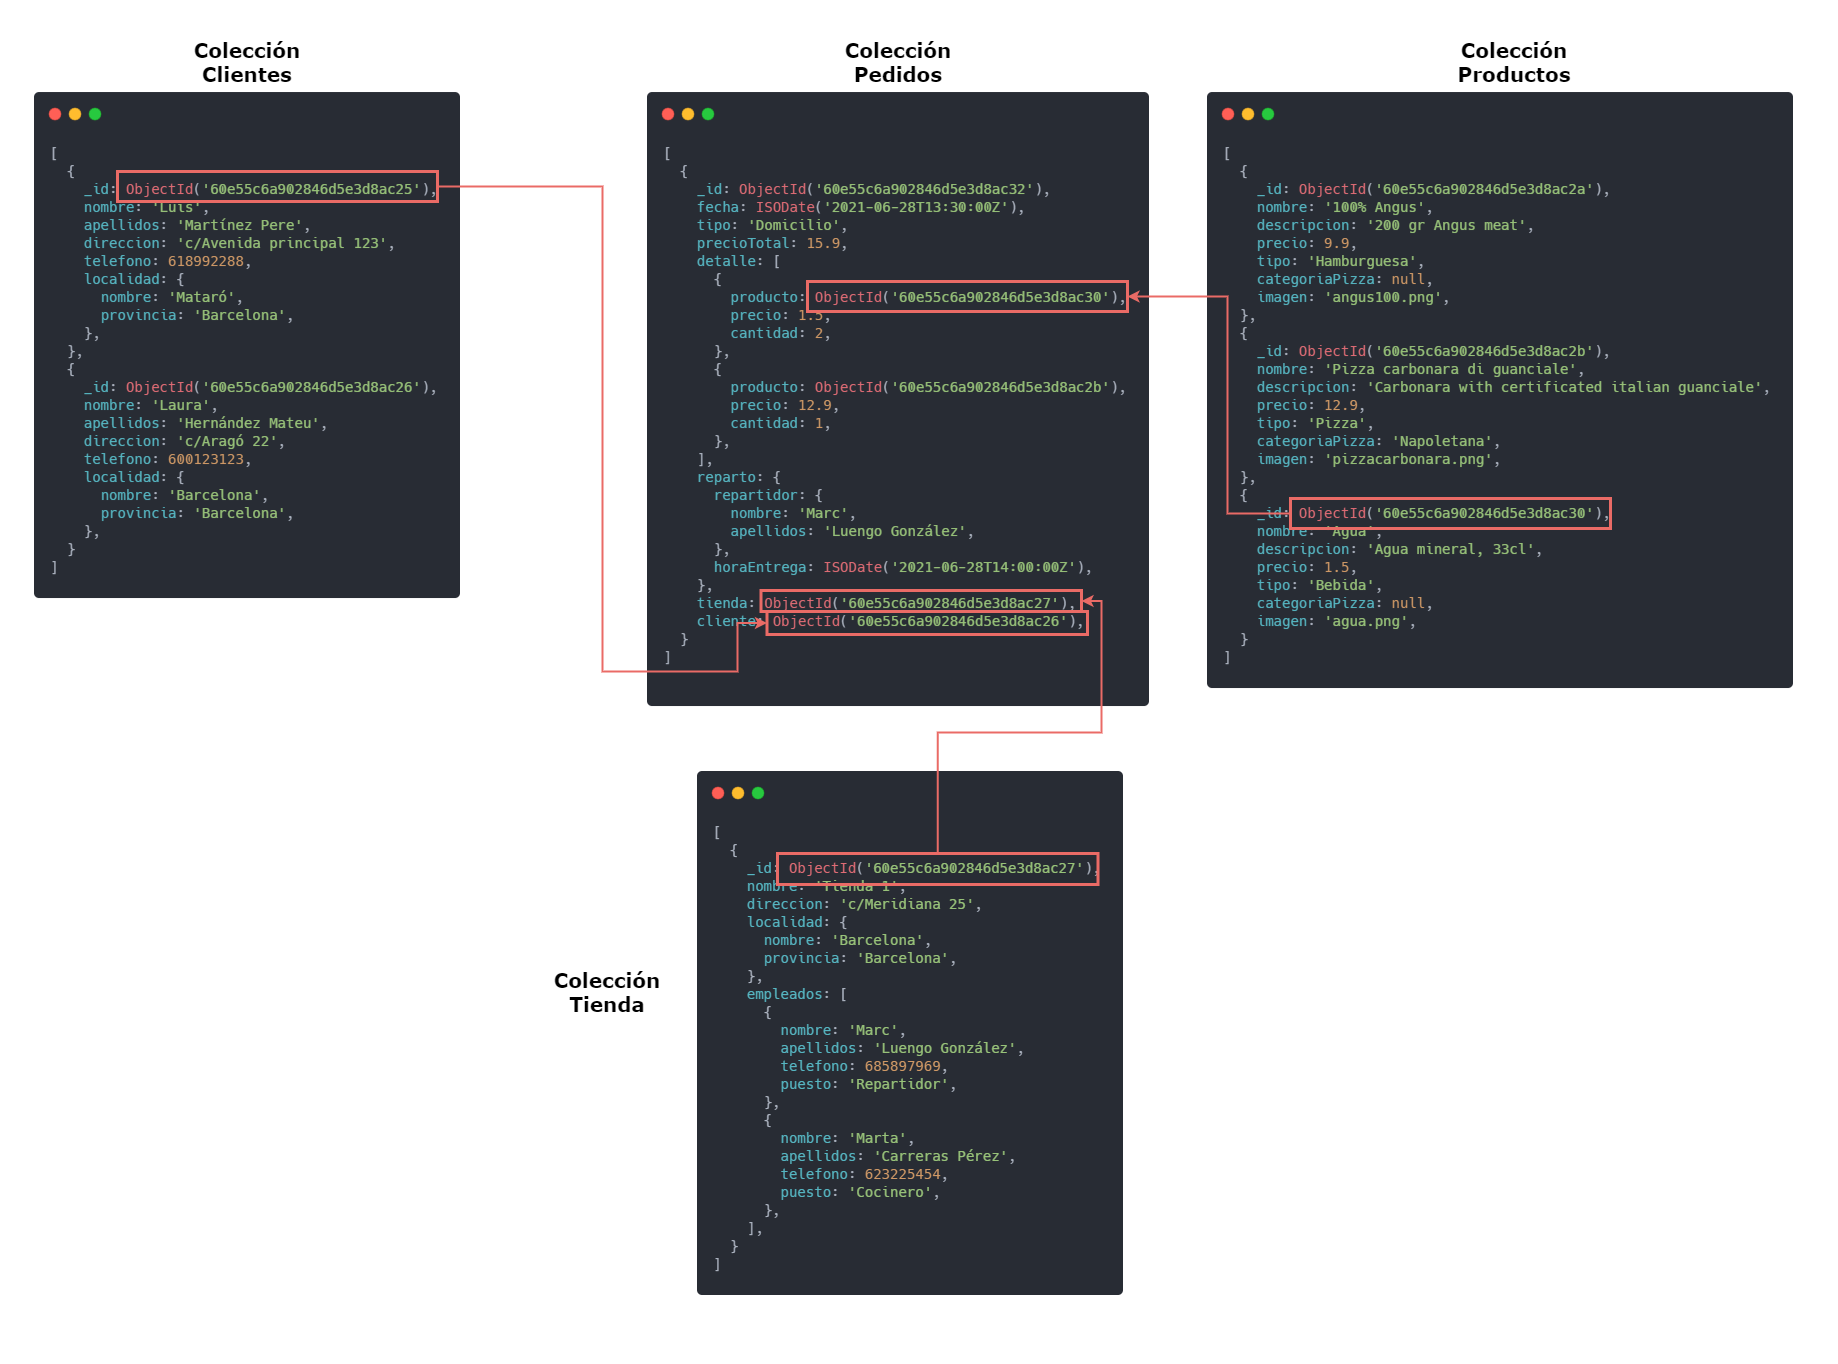 Colección
Clientes
[
  {
    _id: ObjectId('60e55c6a902846d5e3d8ac25'),
    nombre: 'Luis',
    apellidos: 'Martínez Pere',
    direccion: 'c/Avenida principal 123',
    telefono: 618992288,
    localidad: {
      nombre: 'Mataró',
      provincia: 'Barcelona',
    },
  },
  {
    _id: ObjectId('60e55c6a902846d5e3d8ac26'),
    nombre: 'Laura',
    apellidos: 'Hernández Mateu',
    direccion: 'c/Aragó 22',
    telefono: 600123123,
    localidad: {
      nombre: 'Barcelona',
      provincia: 'Barcelona',
    },
  }
]
Colección
Pedidos
[
  {
    _id: ObjectId('60e55c6a902846d5e3d8ac32'),
    fecha: ISODate('2021-06-28T13:30:00Z'),
    tipo: 'Domicilio',
    precioTotal: 15.9,
    detalle: [
      {
        producto: ObjectId('60e55c6a902846d5e3d8ac30'),
        precio: 1.5,
        cantidad: 2,
      },
      {
        producto: ObjectId('60e55c6a902846d5e3d8ac2b'),
        precio: 12.9,
        cantidad: 1,
      },
    ],
    reparto: {
      repartidor: {
        nombre: 'Marc',
        apellidos: 'Luengo González',
      },
      horaEntrega: ISODate('2021-06-28T14:00:00Z'),
    },
    tienda: ObjectId('60e55c6a902846d5e3d8ac27'),
    cliente: ObjectId('60e55c6a902846d5e3d8ac26'),
  }
]
Colección
Productos
[
  {
    _id: ObjectId('60e55c6a902846d5e3d8ac2a'),
    nombre: '100% Angus',
    descripcion: '200 gr Angus meat',
    precio: 9.9,
    tipo: 'Hamburguesa',
    categoriaPizza: null,
    imagen: 'angus100.png',
  },
  {
    _id: ObjectId('60e55c6a902846d5e3d8ac2b'),
    nombre: 'Pizza carbonara di guanciale',
    descripcion: 'Carbonara with certificated italian guanciale',
    precio: 12.9,
    tipo: 'Pizza',
    categoriaPizza: 'Napoletana',
    imagen: 'pizzacarbonara.png',
  },
  {
    _id: ObjectId('60e55c6a902846d5e3d8ac30'),
    nombre: 'Agua',
    descripcion: 'Agua mineral, 33cl',
    precio: 1.5,
    tipo: 'Bebida',
    categoriaPizza: null,
    imagen: 'agua.png',
  }
]
Colección
Tienda
[
  {
    _id: ObjectId('60e55c6a902846d5e3d8ac27'),
    nombre: 'Tienda 1',
    direccion: 'c/Meridiana 25',
    localidad: {
      nombre: 'Barcelona',
      provincia: 'Barcelona',
    },
    empleados: [
      {
        nombre: 'Marc',
        apellidos: 'Luengo González',
        telefono: 685897969,
        puesto: 'Repartidor',
      },
      {
        nombre: 'Marta',
        apellidos: 'Carreras Pérez',
        telefono: 623225454,
        puesto: 'Cocinero',
      },
    ],
  }
]